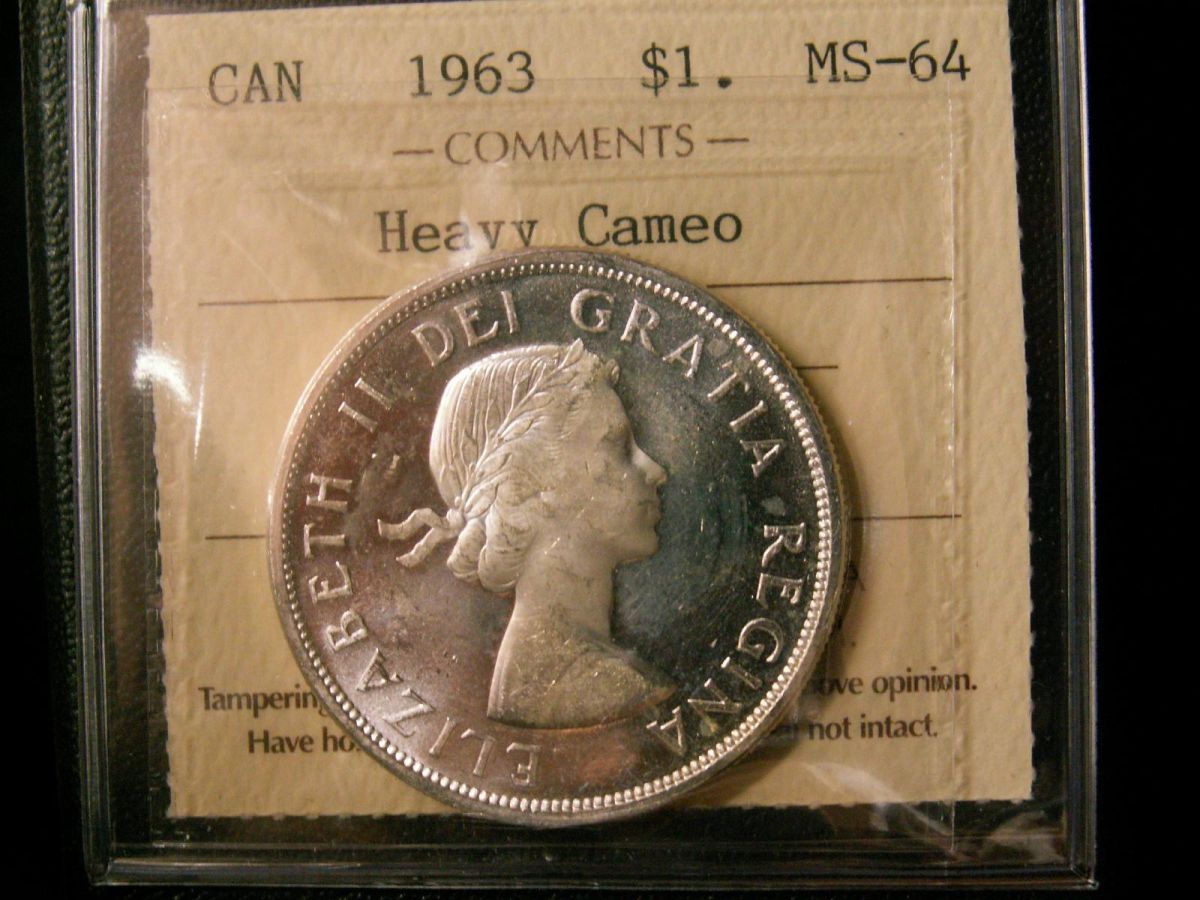 CAN 1963 $1. MS-64
— COMMENTS —
Heavy Cameo
ELIZABETH II DEI GRATIA · REGINA
Tampering ove opinion.
Have not intact.